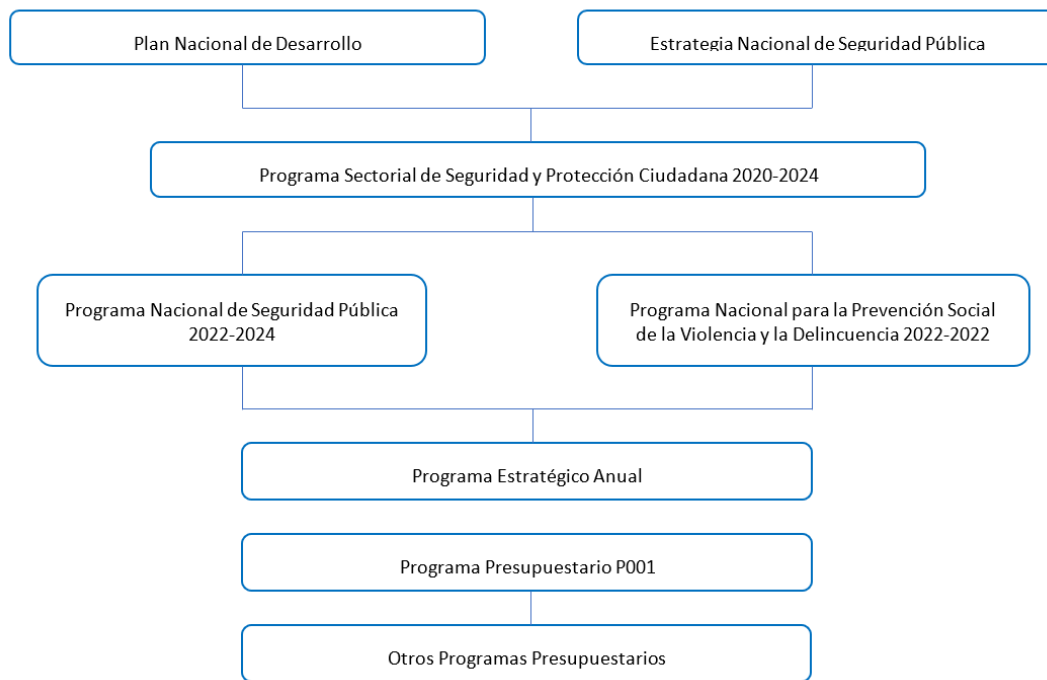 Plan Nacional de Desarrollo
Estrategia Nacional de Seguridad Pública
Programa Sectorial de Seguridad y Protección Ciudadana 2020-2024
Programa Nacional de Seguridad Pública
2022-2024
Programa Nacional para la Prevención Social
de la Violencia y la Delincuencia 2022-2022
Programa Estratégico Anual
Programa Presupuestario P001
Otros Programas Presupuestarios